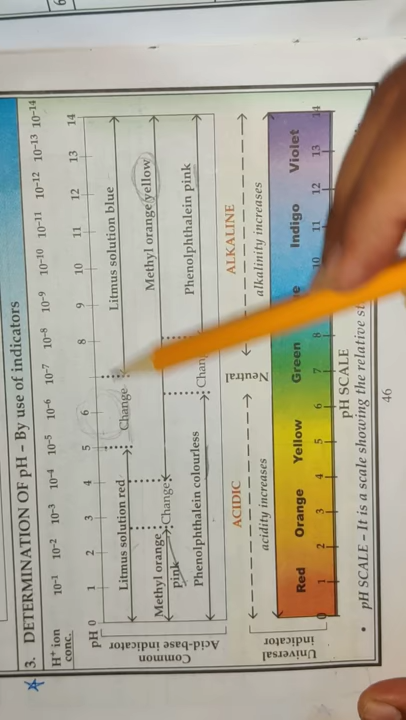 3. DETERMINATION OF pH – By use of indicators
H⁺ ion conc. 10⁻¹ 10⁻² 10⁻³ 10⁻⁴ 10⁻⁵ 10⁻⁶ 10⁻⁷ 10⁻⁸ 10⁻⁹ 10⁻¹⁰ 10⁻¹¹ 10⁻¹² 10⁻¹³ 10⁻¹⁴
pH 0 1 2 3 4 5 6 8 9 10 11 12 13 14
Common Acid-base indicator
Litmus solution red Change Litmus solution blue
Methyl orange pink Change Methyl orange yellow
Phenolphthalein colourless Phenolphthalein pink
ACIDIC Neutral ALKALINE
acidity increases alkalinity increases
Universal indicator
Red Orange Yellow Green Indigo Violet
0 1 2 3 4 5 6 7 8 10 11 12 13 14
pH SCALE
• pH SCALE – It is a scale showing the relative
46